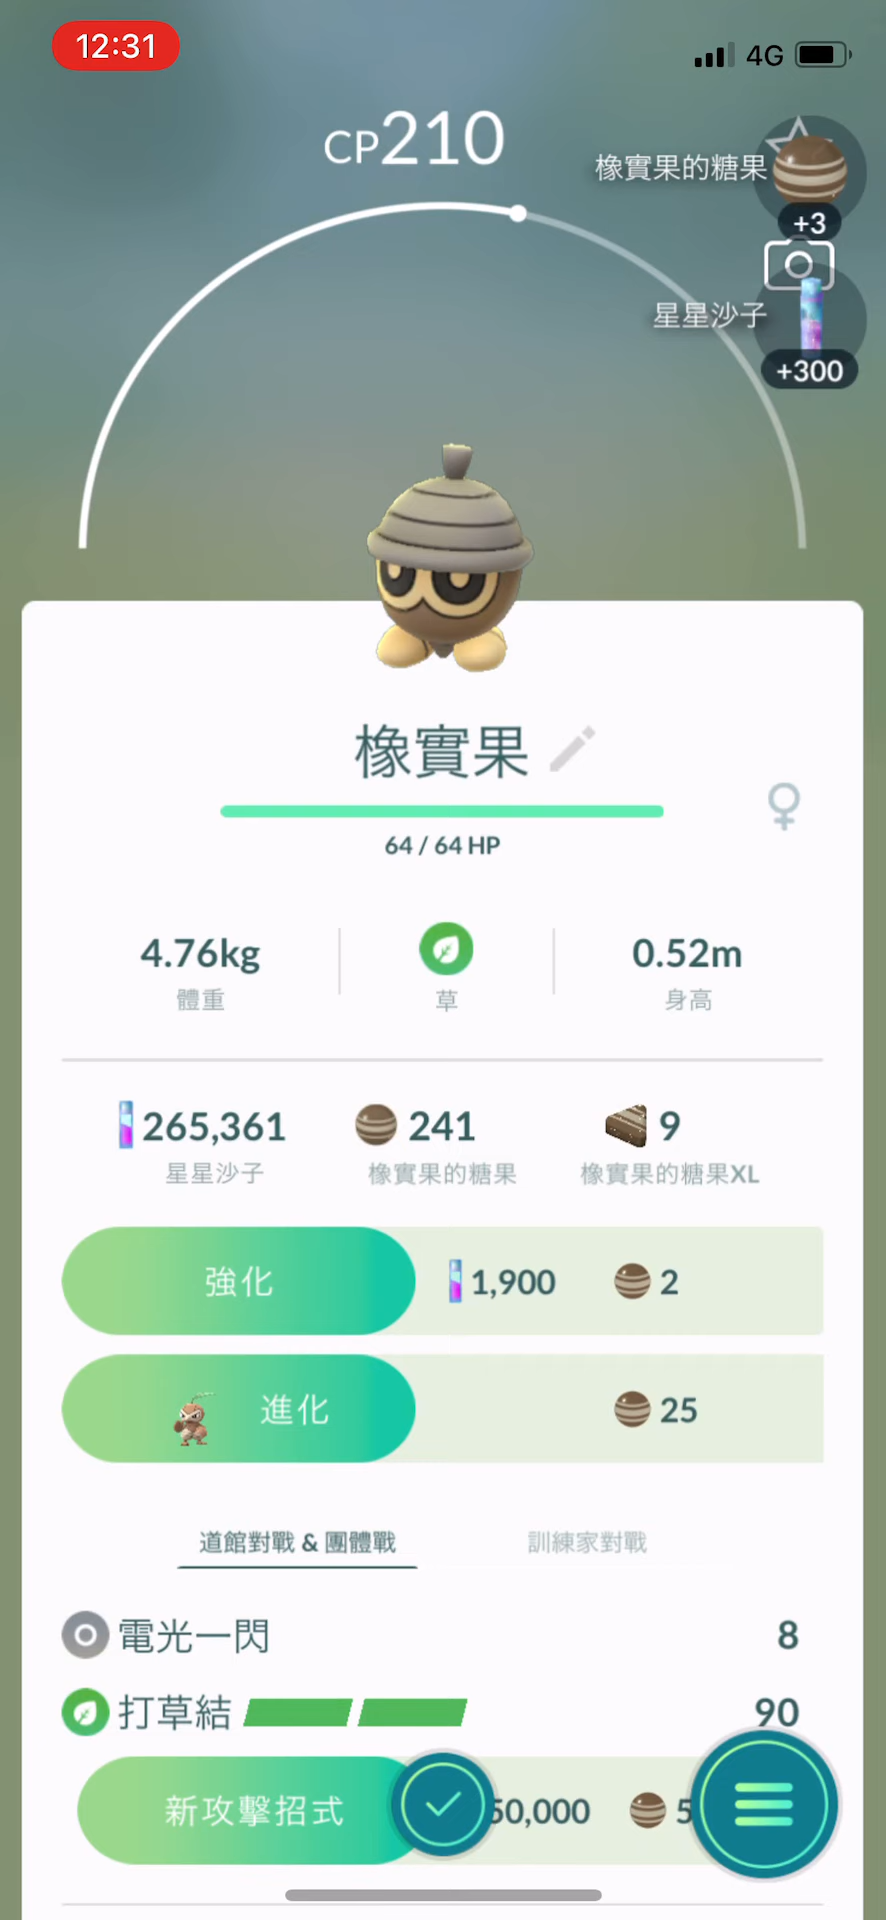 12:31
4G
CP210
橡實果的糖果
+3
星星沙子
+300
橡實果
64 / 64 HP
4.76kg
體重
草
0.52m
身高
265,361
星星沙子
241
橡實果的糖果
9
橡實果的糖果XL
強化
1,900
2
進化
25
道館對戰 & 團體戰
訓練家對戰
電光一閃
8
打草結
90
新攻擊招式
50,000
5